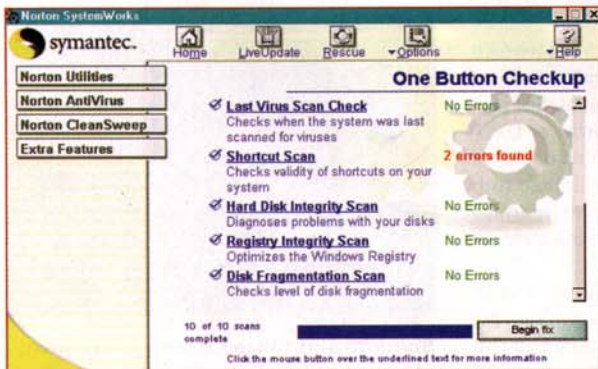 Norton SystemWorks
symantec.
Home
LiveUpdate
Rescue
Options
Help
Norton Utilities
Norton AntiVirus
Norton CleanSweep
Extra Features
One Button Checkup
Last Virus Scan Check No Errors
Checks when the system was last
scanned for viruses
Shortcut Scan 2 errors found
Checks validity of shortcuts on your
system
Hard Disk Integrity Scan No Errors
Diagnoses problems with your disks
Registry Integrity Scan No Errors
Optimizes the Windows Registry
Disk Fragmentation Scan No Errors
Checks level of disk fragmentation
10 of 10 scans
complete
Begin fix
Click the mouse button over the underlined text for more information